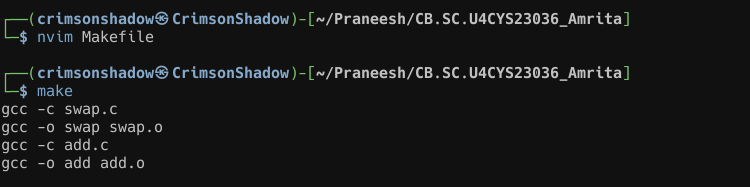 ┌──(crimsonshadow㉿CrimsonShadow)-[~/Praneesh/CB.SC.U4CYS23036_Amrita]
└─$ nvim Makefile
┌──(crimsonshadow㉿CrimsonShadow)-[~/Praneesh/CB.SC.U4CYS23036_Amrita]
└─$ make
gcc -c swap.c
gcc -o swap swap.o
gcc -c add.c
gcc -o add add.o